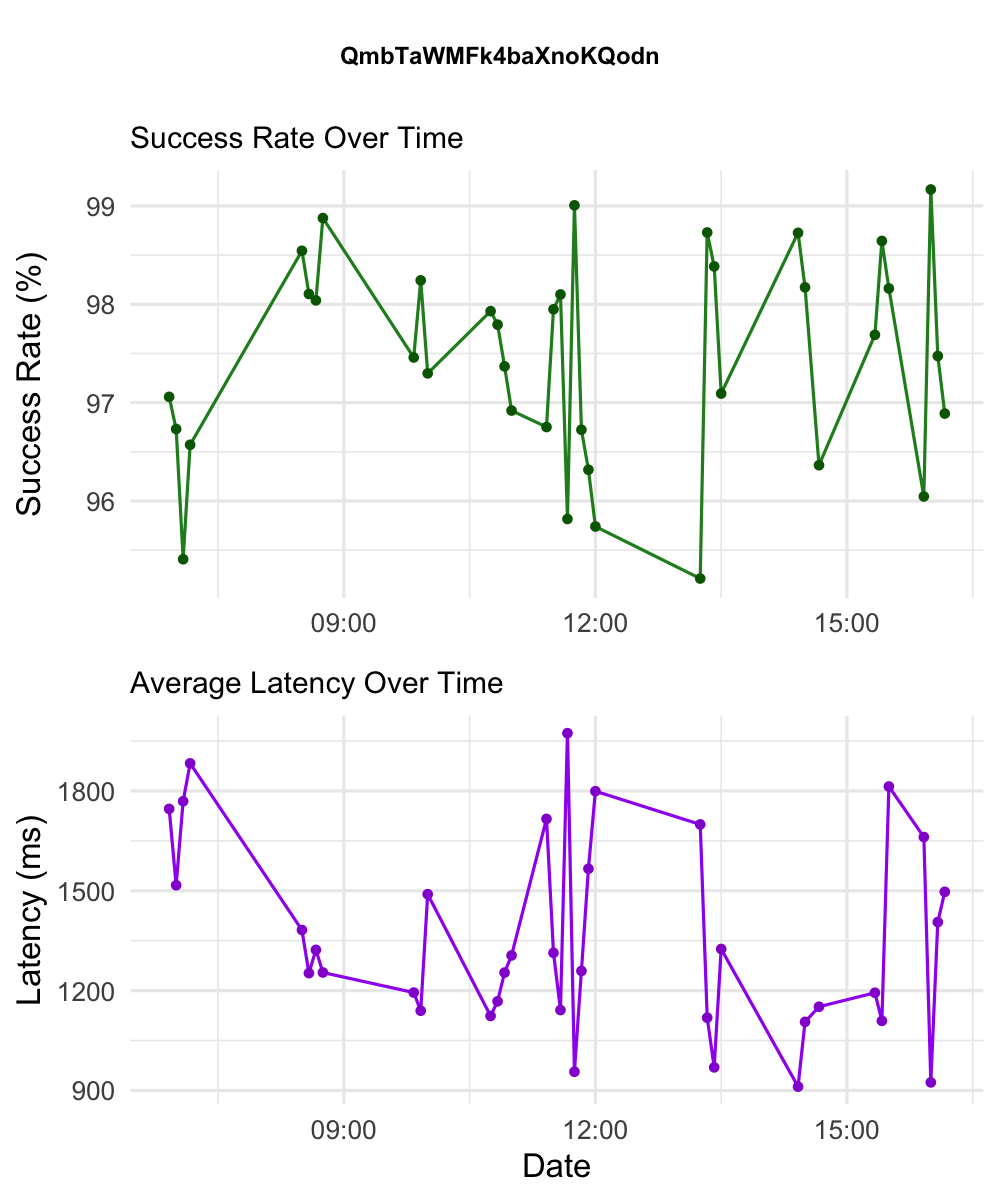 QmbTaWMFk4baXnoKQodn
Success Rate Over Time
Success Rate (%)
99
98
97
96
09:00 12:00 15:00
Average Latency Over Time
Latency (ms)
1800
1500
1200
900
09:00 12:00 15:00
Date